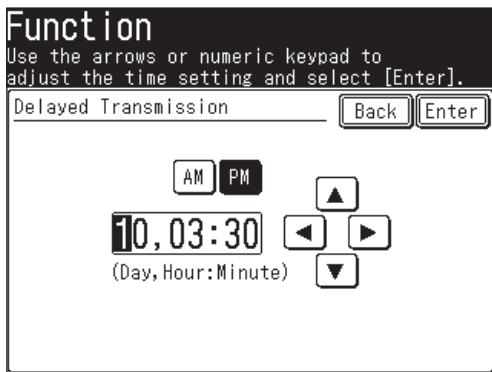 Function
Use the arrows or numeric keypad to
adjust the time setting and select [Enter].
Delayed Transmission
Back Enter
AM PM
10,03:30
(Day,Hour:Minute)